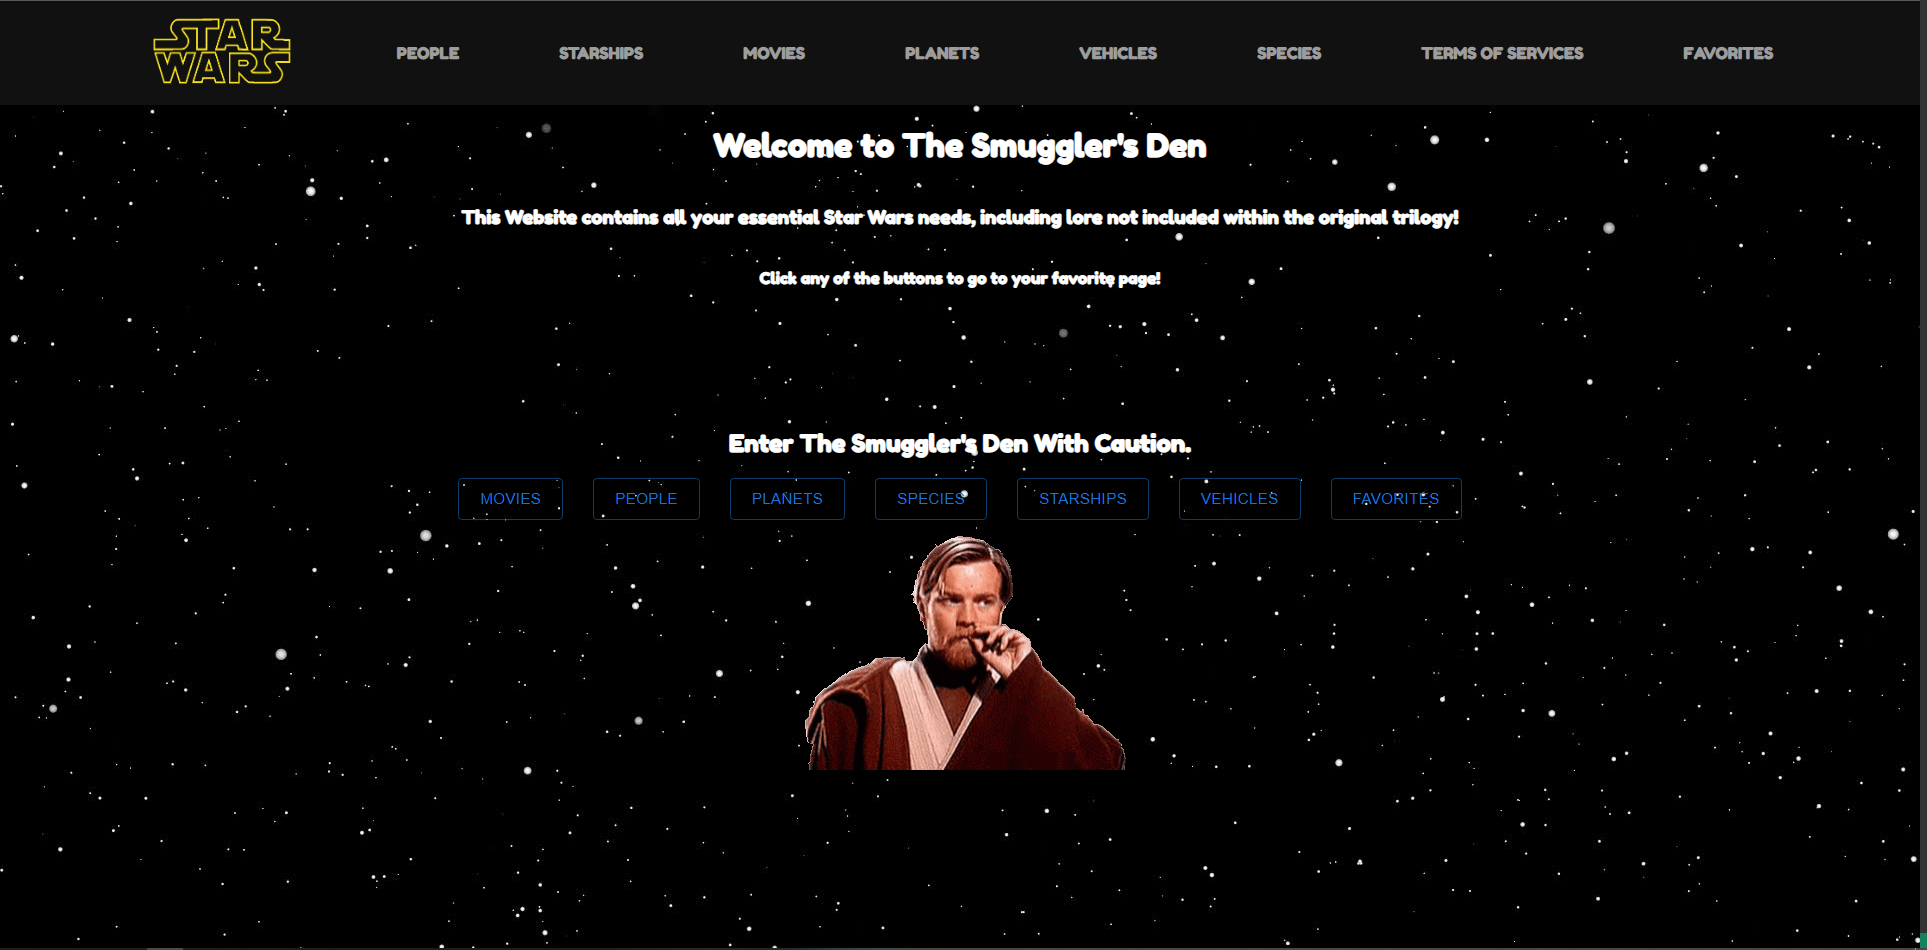 STAR
WARS
PEOPLE
STARSHIPS
MOVIES
PLANETS
VEHICLES
SPECIES
TERMS OF SERVICES
FAVORITES
Welcome to The Smuggler's Den
This Website contains all your essential Star Wars needs, including lore not included within the original trilogy!
Click any of the buttons to go to your favorite page!
Enter The Smuggler's Den With Caution.
MOVIES
PEOPLE
PLANETS
SPECIES
STARSHIPS
VEHICLES
FAVORITES